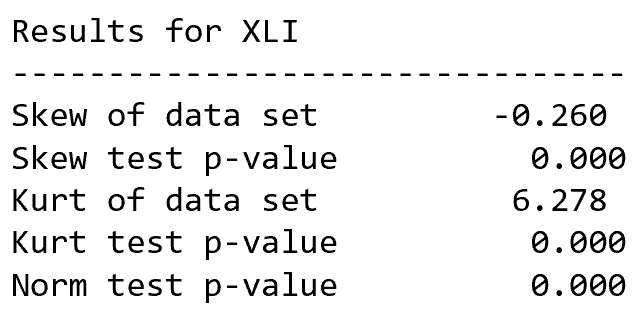 Results for XLI
--------------------------------
Skew of data set -0.260
Skew test p-value 0.000
Kurt of data set 6.278
Kurt test p-value 0.000
Norm test p-value 0.000